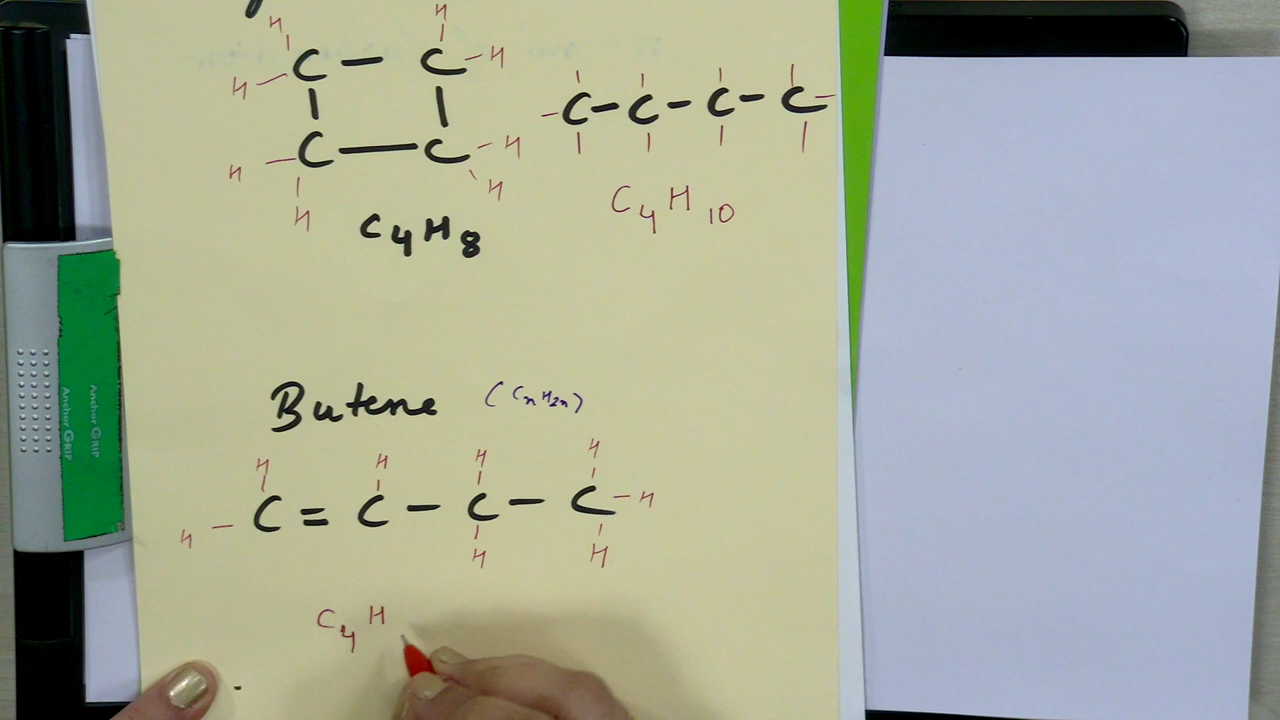 H H
C - C - H
H - C - C - C - C -
H - C - C - H
H H
C4H10
C4H8
Butene (CnH2n)
H H H H
H - C = C - C - C - H
H H
C4H
Anchor GRIP
Anchor GRIP